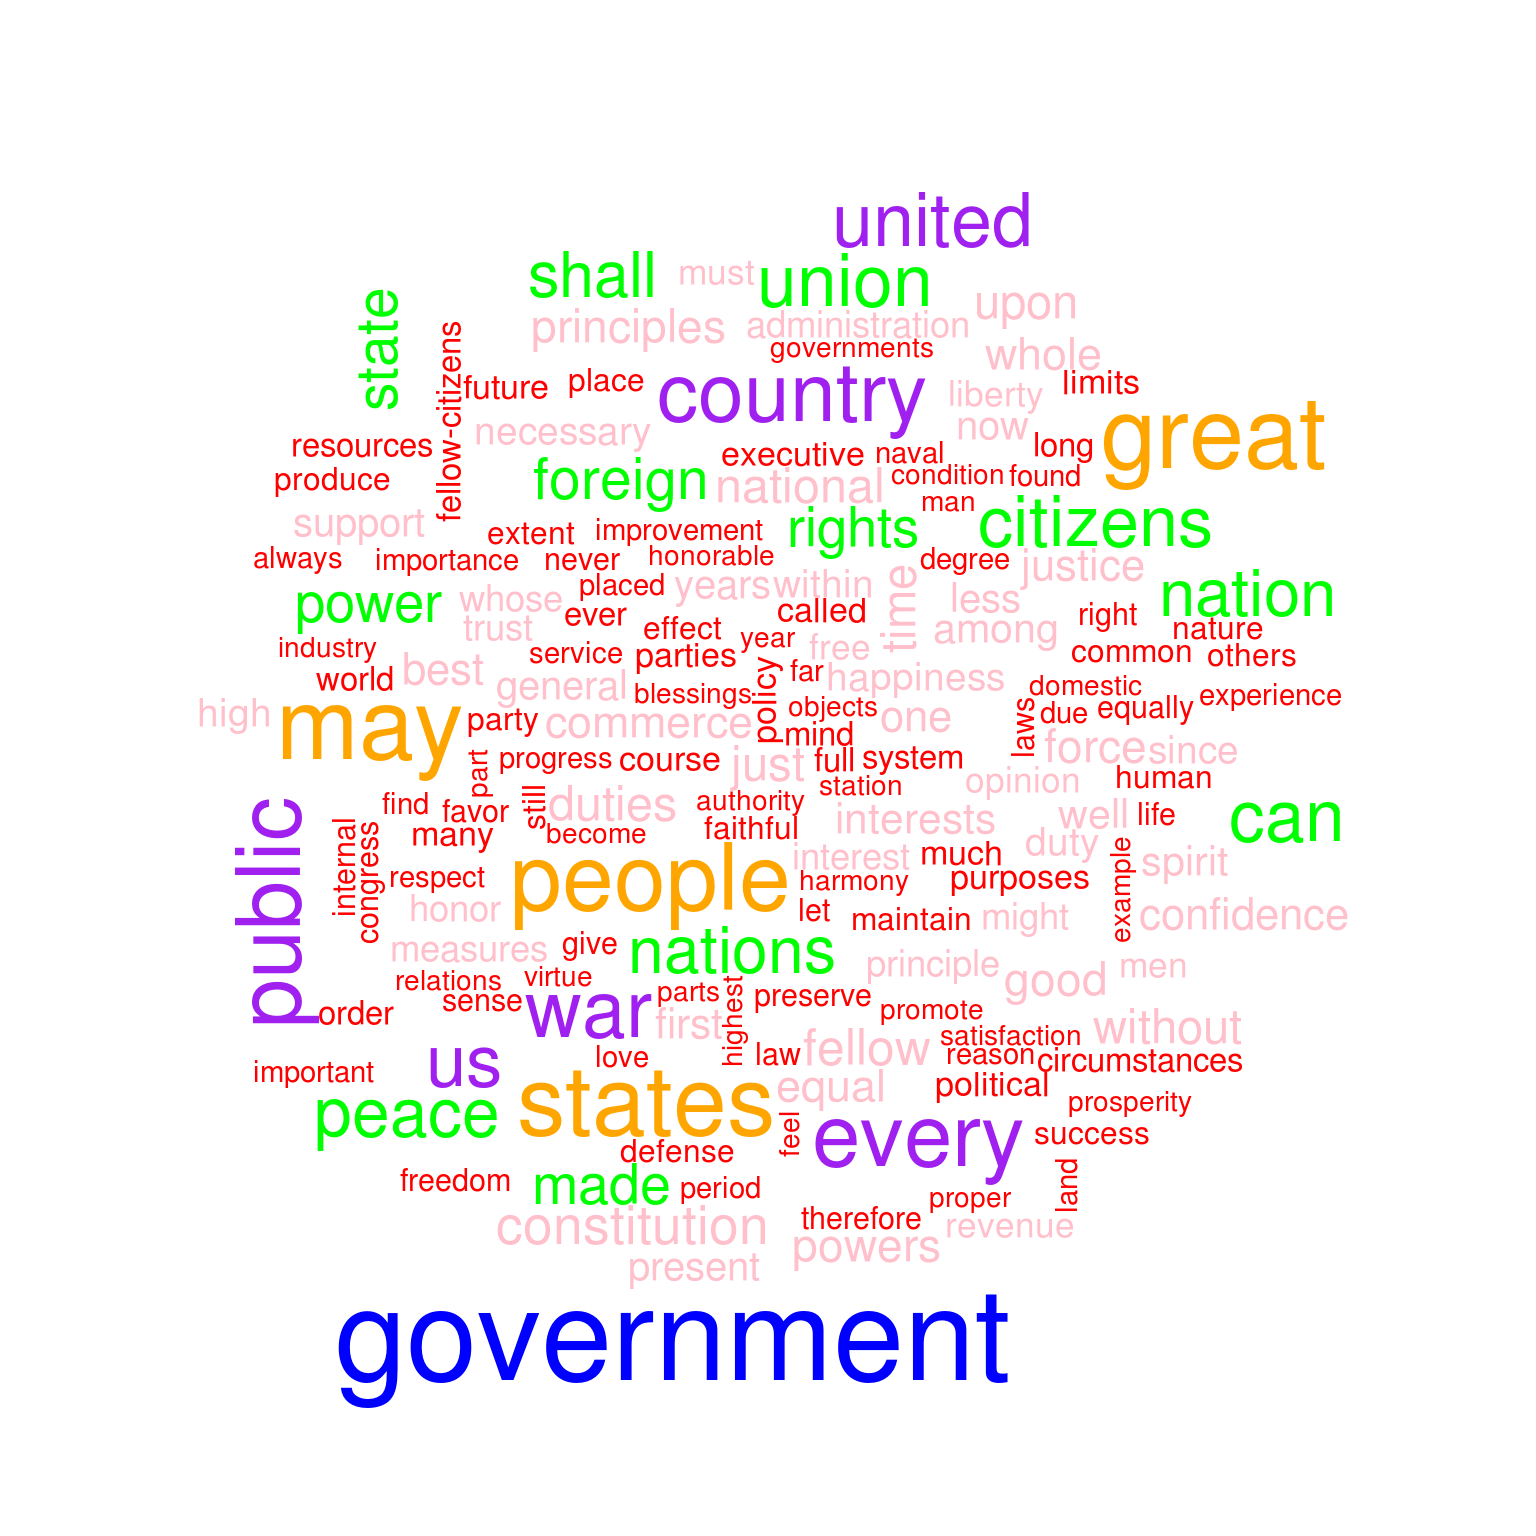 united
shall
must
union
state
principles
administration
upon
governments
whole
fellow-citizens
future
place
country
liberty
limits
great
necessary
now
resources
executive
naval
long
produce
foreign
national
condition
found
man
support
extent
improvement
rights
citizens
always
importance
never
honorable
degree
justice
placed
years
within
time
power
whose
ever
called
less
nation
trust
effect
year
free
among
right
nature
industry
service
parties
common
others
world
best
general
blessings
policy
far
happiness
domestic
experience
high
may
party
commerce
objects
mind
one
laws
due
equally
part
progress
course
just
full
system
force
since
public
station
opinion
human
find
favor
still
duties
authority
interests
well
life
can
internal
congress
many
become
faithful
duty
people
interest
much
example
spirit
respect
harmony
purposes
honor
let
maintain
might
confidence
measures
give
nations
principle
good
men
relations
virtue
order
sense
war
parts
highest
preserve
promote
first
satisfaction
without
us
love
law
fellow
reason
circumstances
important
equal
political
peace
states
feel
every
prosperity
success
defense
freedom
made
period
proper
land
constitution
therefore
powers
revenue
present
government